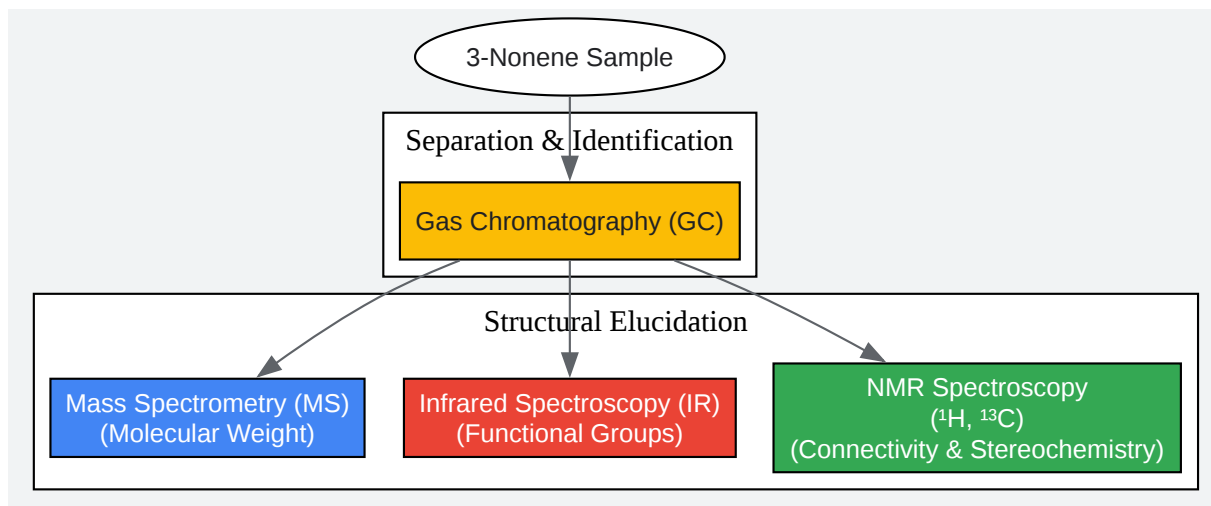 3-Nonene Sample
Separation & Identification
Gas Chromatography (GC)
Structural Elucidation
Mass Spectrometry (MS)
(Molecular Weight)
Infrared Spectroscopy (IR)
(Functional Groups)
NMR Spectroscopy
(¹H, ¹³C)
(Connectivity & Stereochemistry)